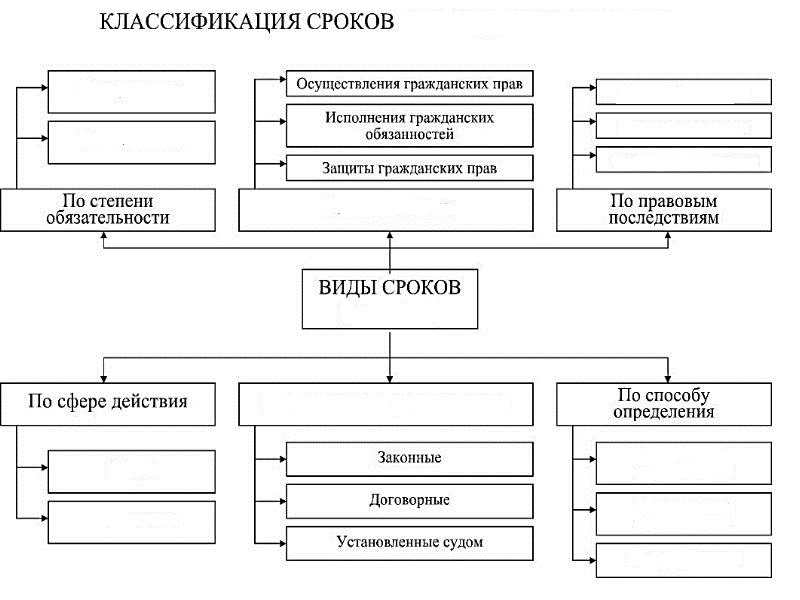 КЛАССИФИКАЦИЯ СРОКОВ
Осуществления гражданских прав
Исполнения гражданских
обязанностей
Защиты гражданских прав
По степени
обязательности
По правовым
последствиям
ВИДЫ СРОКОВ
По сфере действия
По способу
определения
Законные
Договорные
Установленные судом